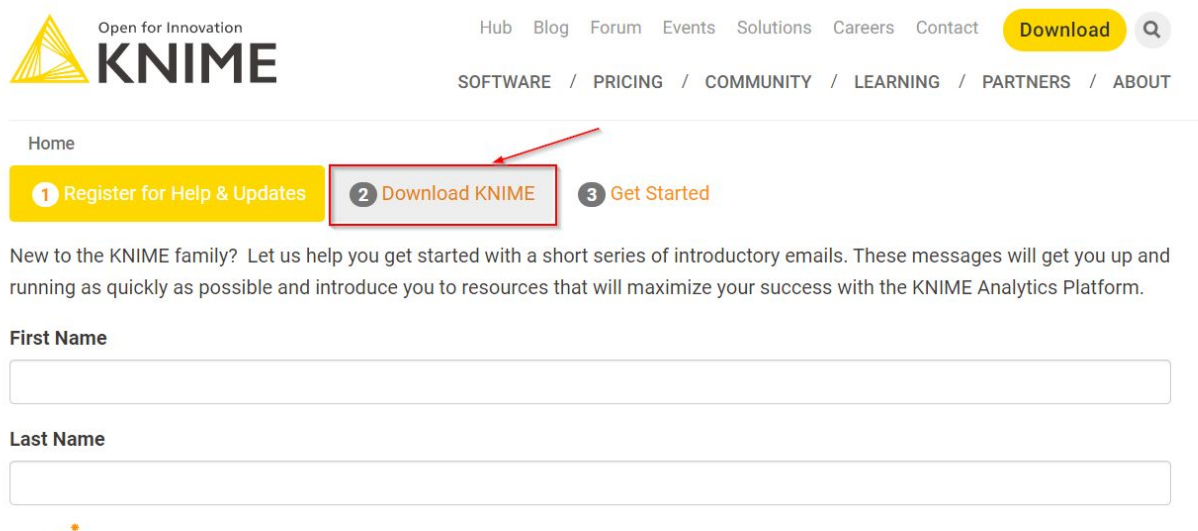 Open for Innovation
KNIME
Hub Blog Forum Events Solutions Careers Contact Download
SOFTWARE / PRICING / COMMUNITY / LEARNING / PARTNERS / ABOUT
Home
1 Register for Help & Updates 2 Download KNIME 3 Get Started
New to the KNIME family? Let us help you get started with a short series of introductory emails. These messages will get you up and
running as quickly as possible and introduce you to resources that will maximize your success with the KNIME Analytics Platform.
First Name
Last Name
*